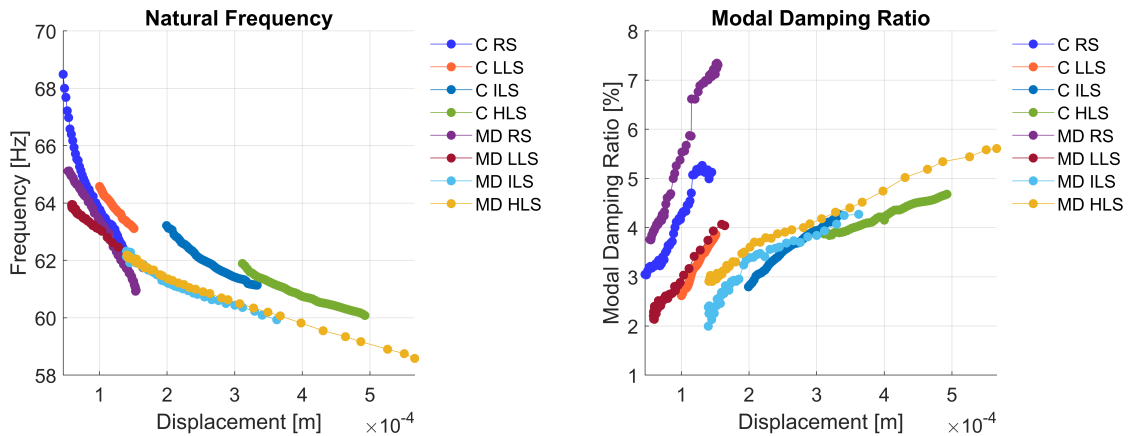 Natural Frequency
70
68
66
64
62
60
58
Frequency [Hz]
1
2
3
4
5
Displacement [m]
×10⁻⁴
C RS
C LLS
C ILS
C HLS
MD RS
MD LLS
MD ILS
MD HLS
Modal Damping Ratio
8
7
6
5
4
3
2
1
Modal Damping Ratio [%]
1
2
3
4
5
Displacement [m]
×10⁻⁴
C RS
C LLS
C ILS
C HLS
MD RS
MD LLS
MD ILS
MD HLS